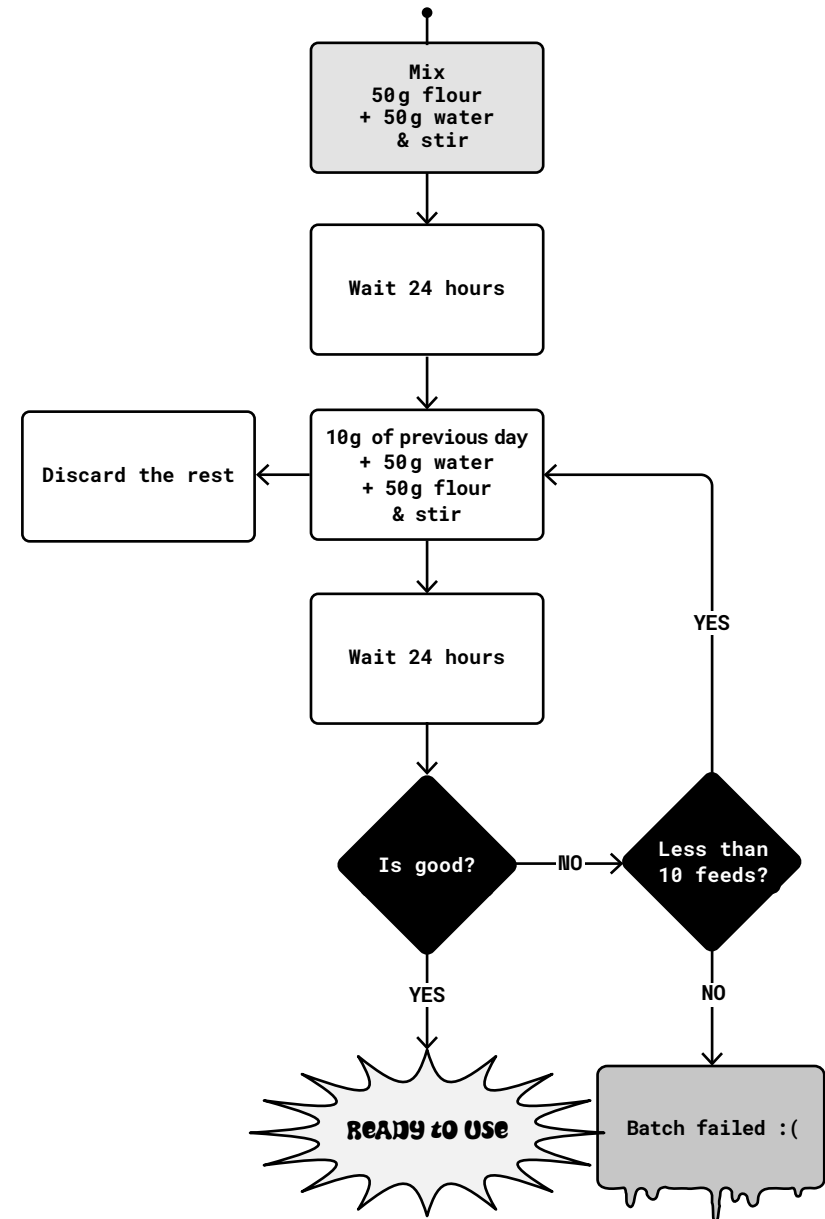 Mix
50g flour
+ 50g water
& stir
Wait 24 hours
Discard the rest
10g of previous day
+ 50g water
+ 50g flour
& stir
YES
Wait 24 hours
Is good?
NO
Less than
10 feeds?
YES
NO
READY tO USe
Batch failed :(